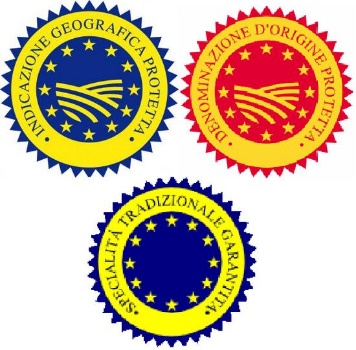 · INDICAZIONE GEOGRAFICA PROTETTA ·
· DENOMINAZIONE D'ORIGINE PROTETTA ·
· SPECIALITÀ TRADIZIONALE GARANTITA ·